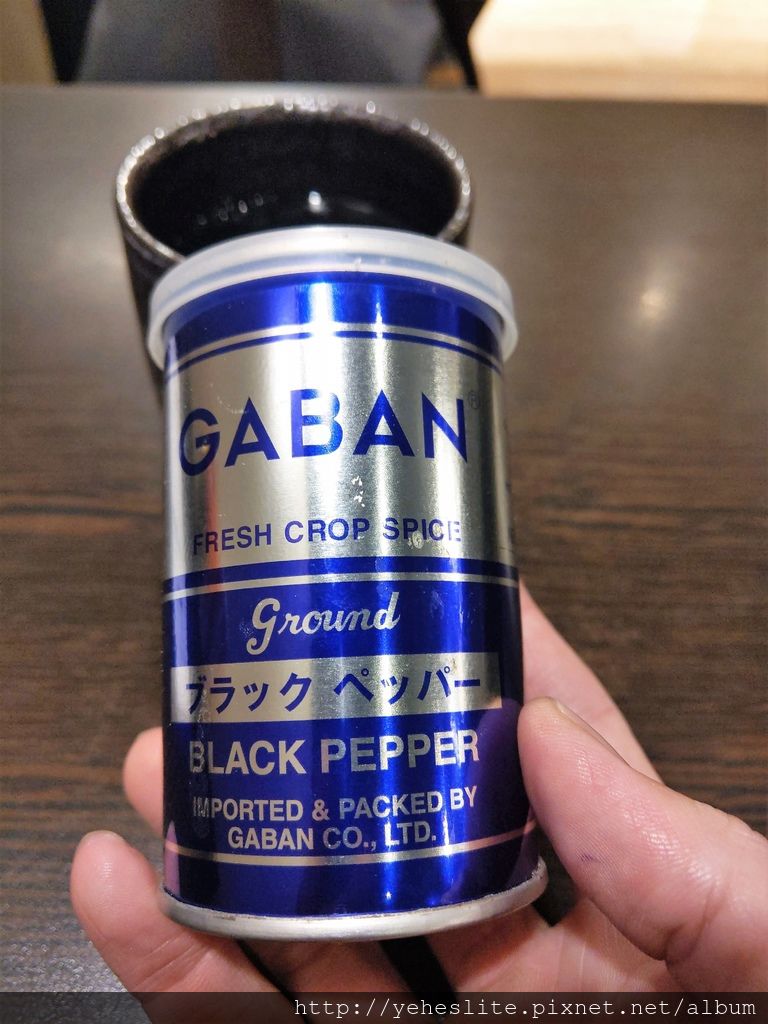 GABAN®
FRESH CROP SPICE
Ground
ブラック ペッパー
BLACK PEPPER
IMPORTED & PACKED BY
GABAN CO., LTD.
http://yeheslite.pixnet.net/album